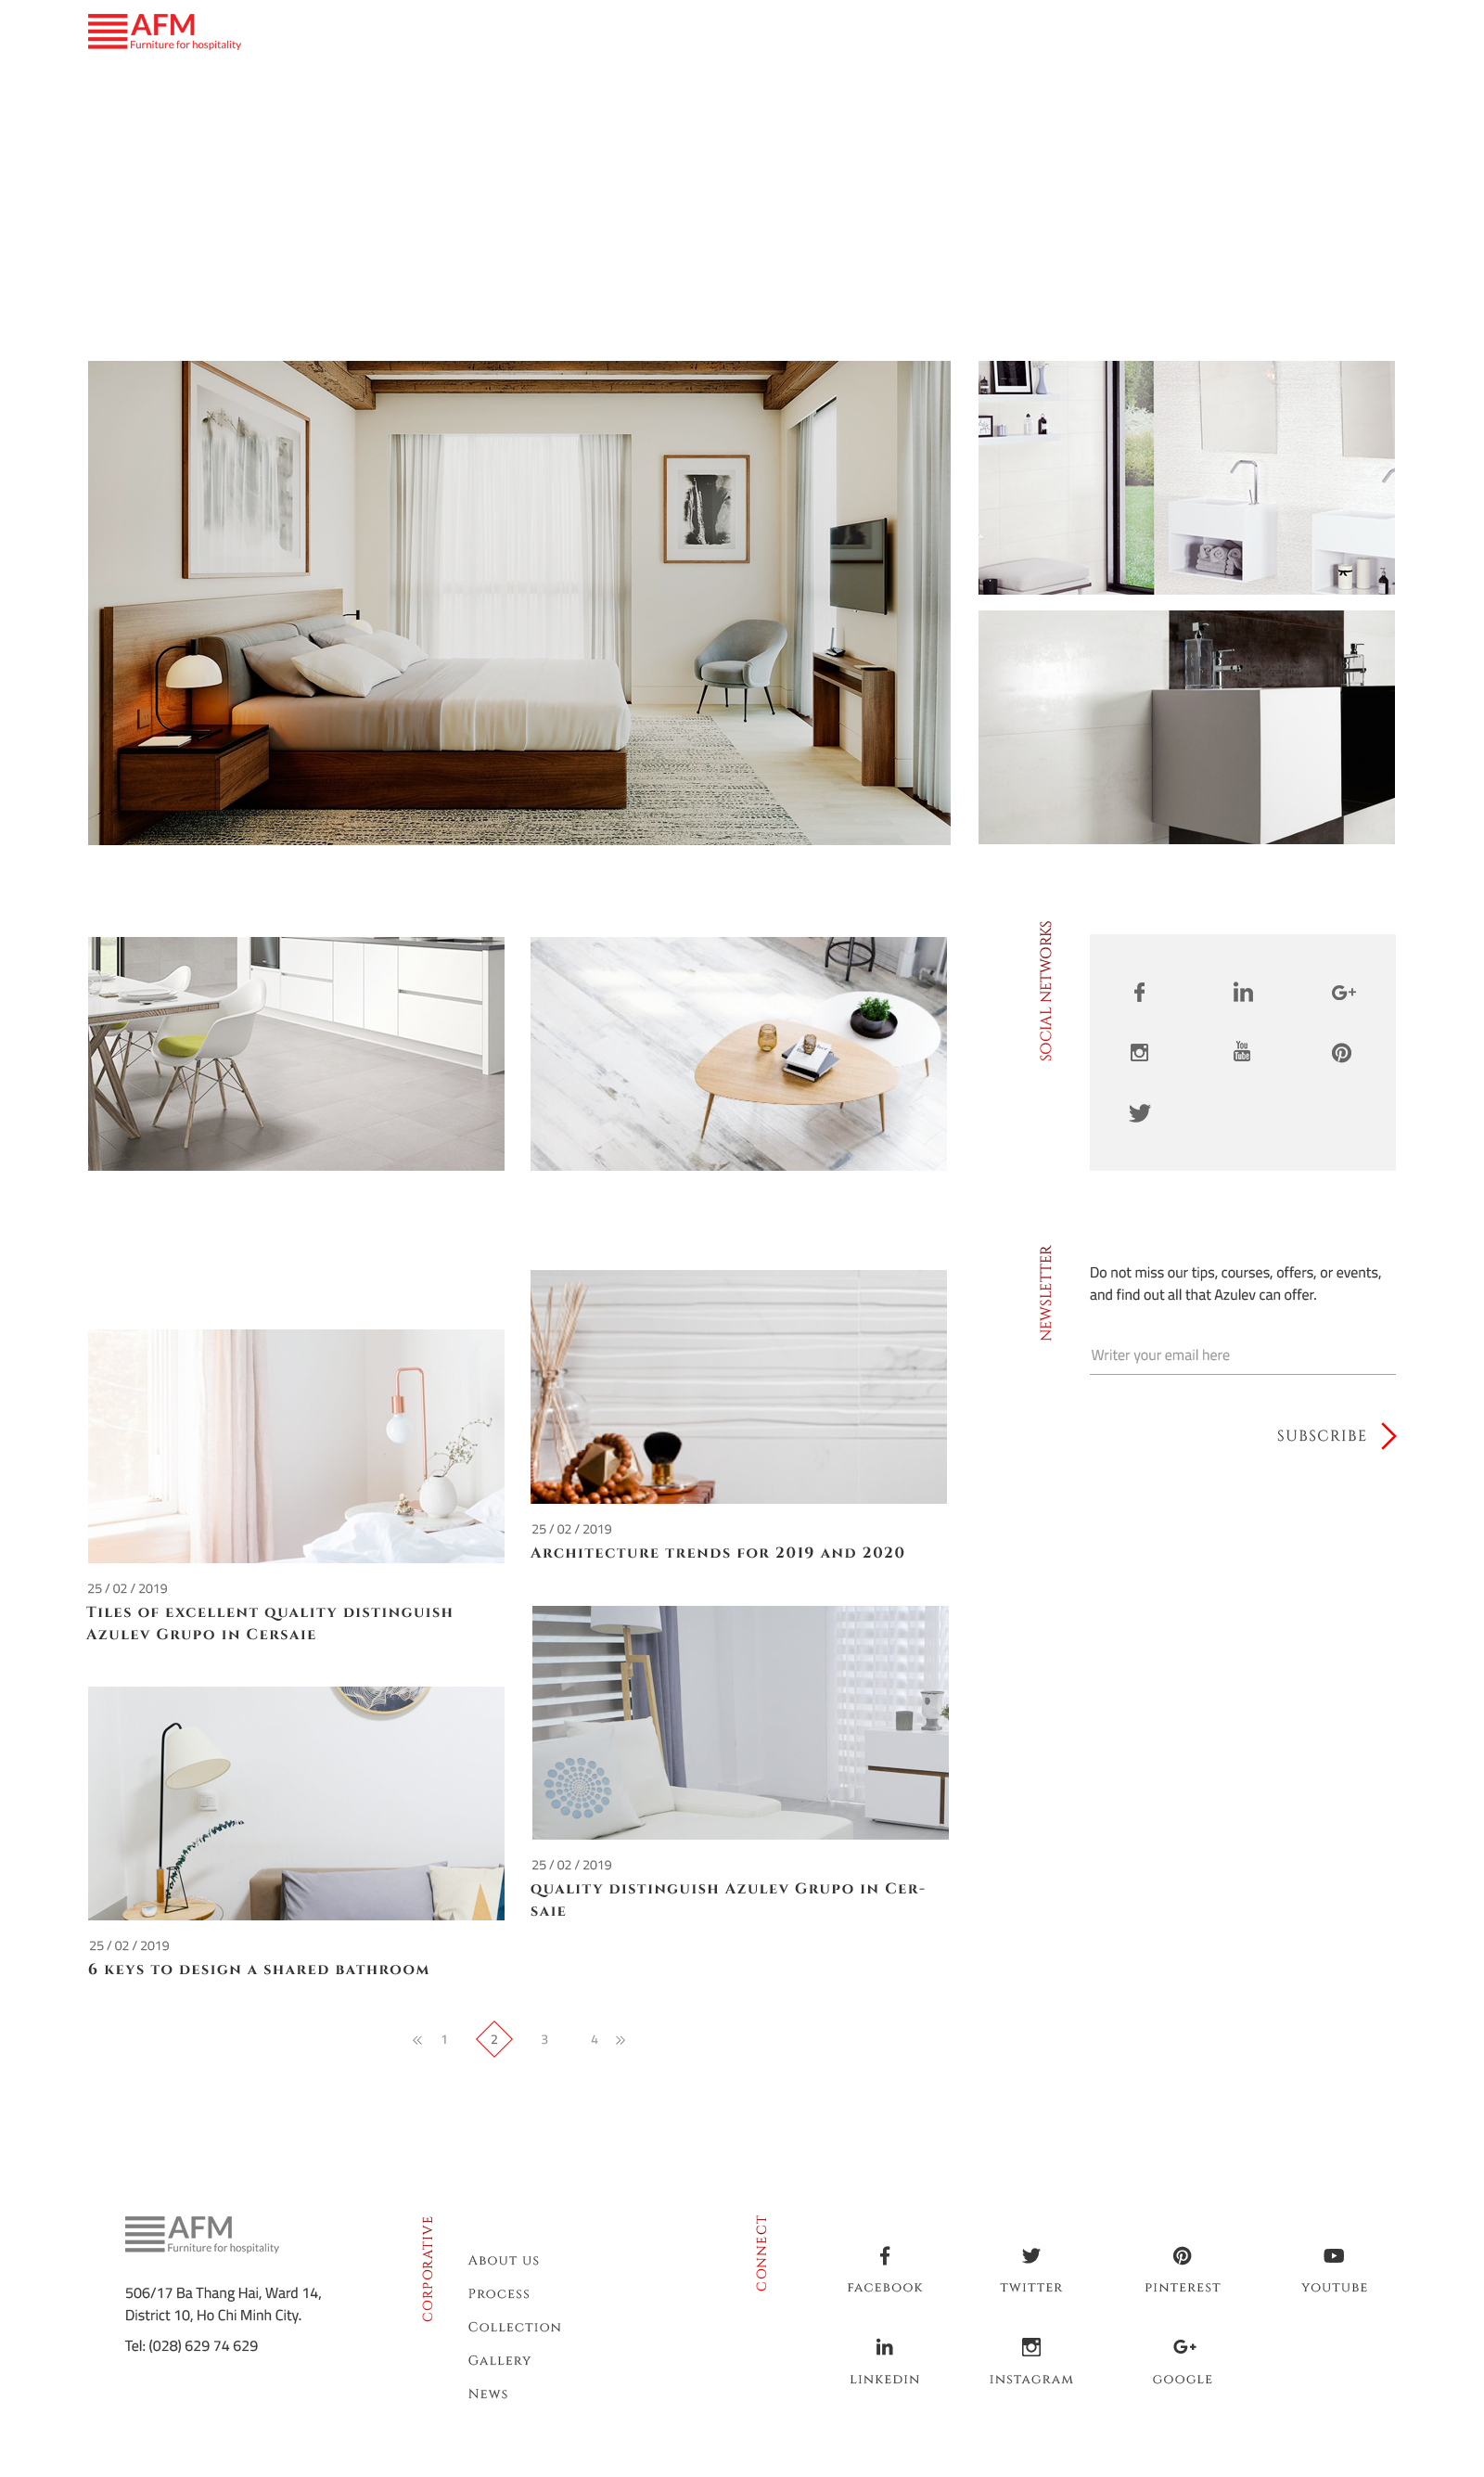 AFM
Furniture for hospitality
SOCIAL NETWORKS
You
Tube
NEWSLETTER
Do not miss our tips, courses, offers, or events,
and find out all that Azulev can offer.
Writer your email here
SUBSCRIBE
25 / 02 / 2019
Architecture trends for 2019 and 2020
25 / 02 / 2019
Tiles of excellent quality distinguish
Azulev Grupo in Cersaie
25 / 02 / 2019
quality distinguish Azulev Grupo in Cer-
saie
25 / 02 / 2019
6 keys to design a shared bathroom
« 1 2 3 4 »
AFM
Furniture for hospitality
506/17 Ba Thang Hai, Ward 14,
District 10, Ho Chi Minh City.
Tel: (028) 629 74 629
CORPORATIVE
About us
Process
Collection
Gallery
News
CONNECT
FACEBOOK
TWITTER
PINTEREST
YOUTUBE
LINKEDIN
INSTAGRAM
GOOGLE